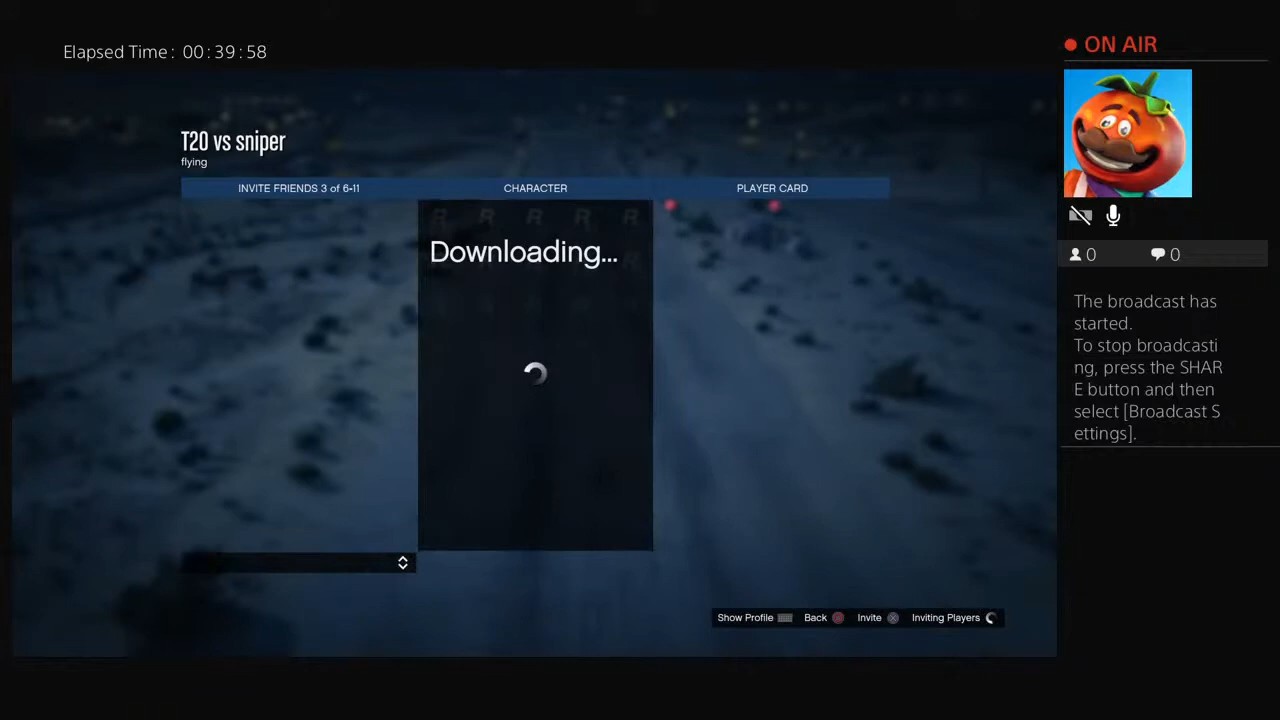 Elapsed Time: 00:39:58
ON AIR
T20 vs sniper
flying
INVITE FRIENDS 3 of 6-11
CHARACTER
PLAYER CARD
Downloading...
0
0
The broadcast has
started.
To stop broadcasti
ng, press the SHAR
E button and then
select [Broadcast S
ettings].
Show Profile
Back
Invite
Inviting Players